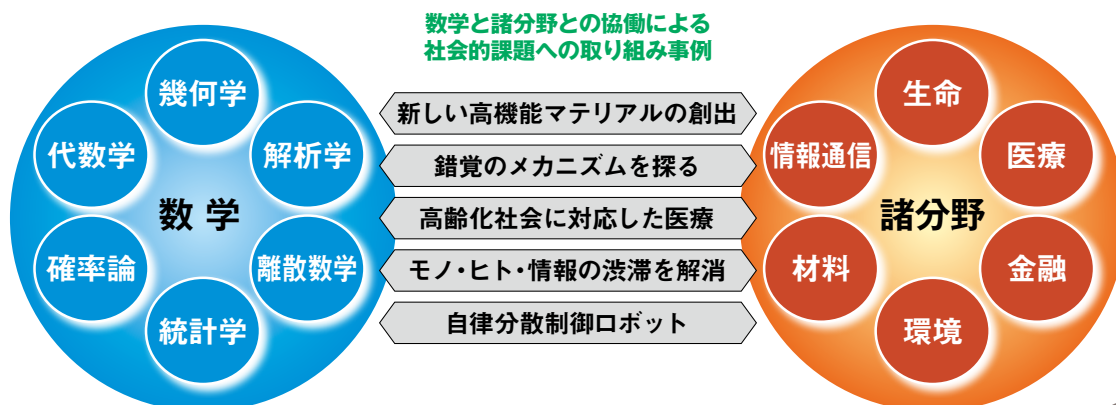 数学と諸分野との協働による
社会的課題への取り組み事例
幾何学
代数学
解析学
数 学
確率論
離散数学
統計学
新しい高機能マテリアルの創出
錯覚のメカニズムを探る
高齢化社会に対応した医療
モノ・ヒト・情報の渋滞を解消
自律分散制御ロボット
生命
情報通信
医療
諸分野
材料
金融
環境